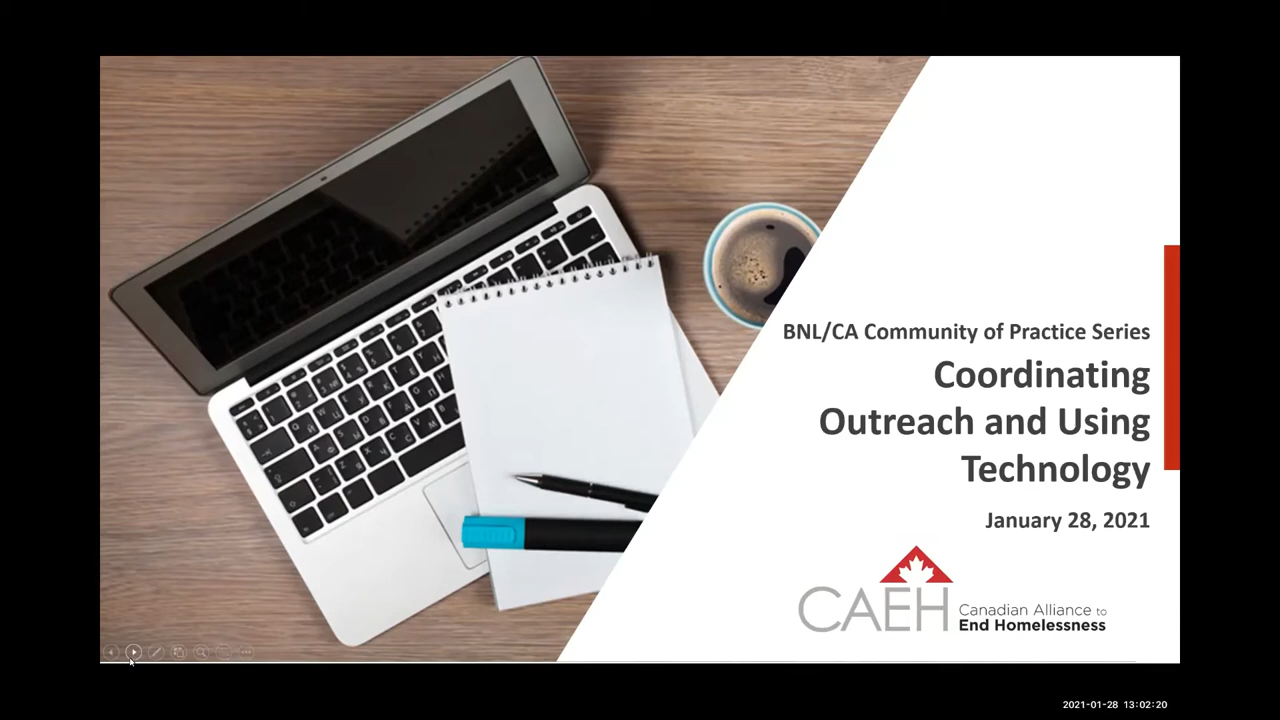 BNL/CA Community of Practice Series
Coordinating
Outreach and Using
Technology
January 28, 2021
CAEH Canadian Alliance to
End Homelessness
2021-01-28 13:02:20